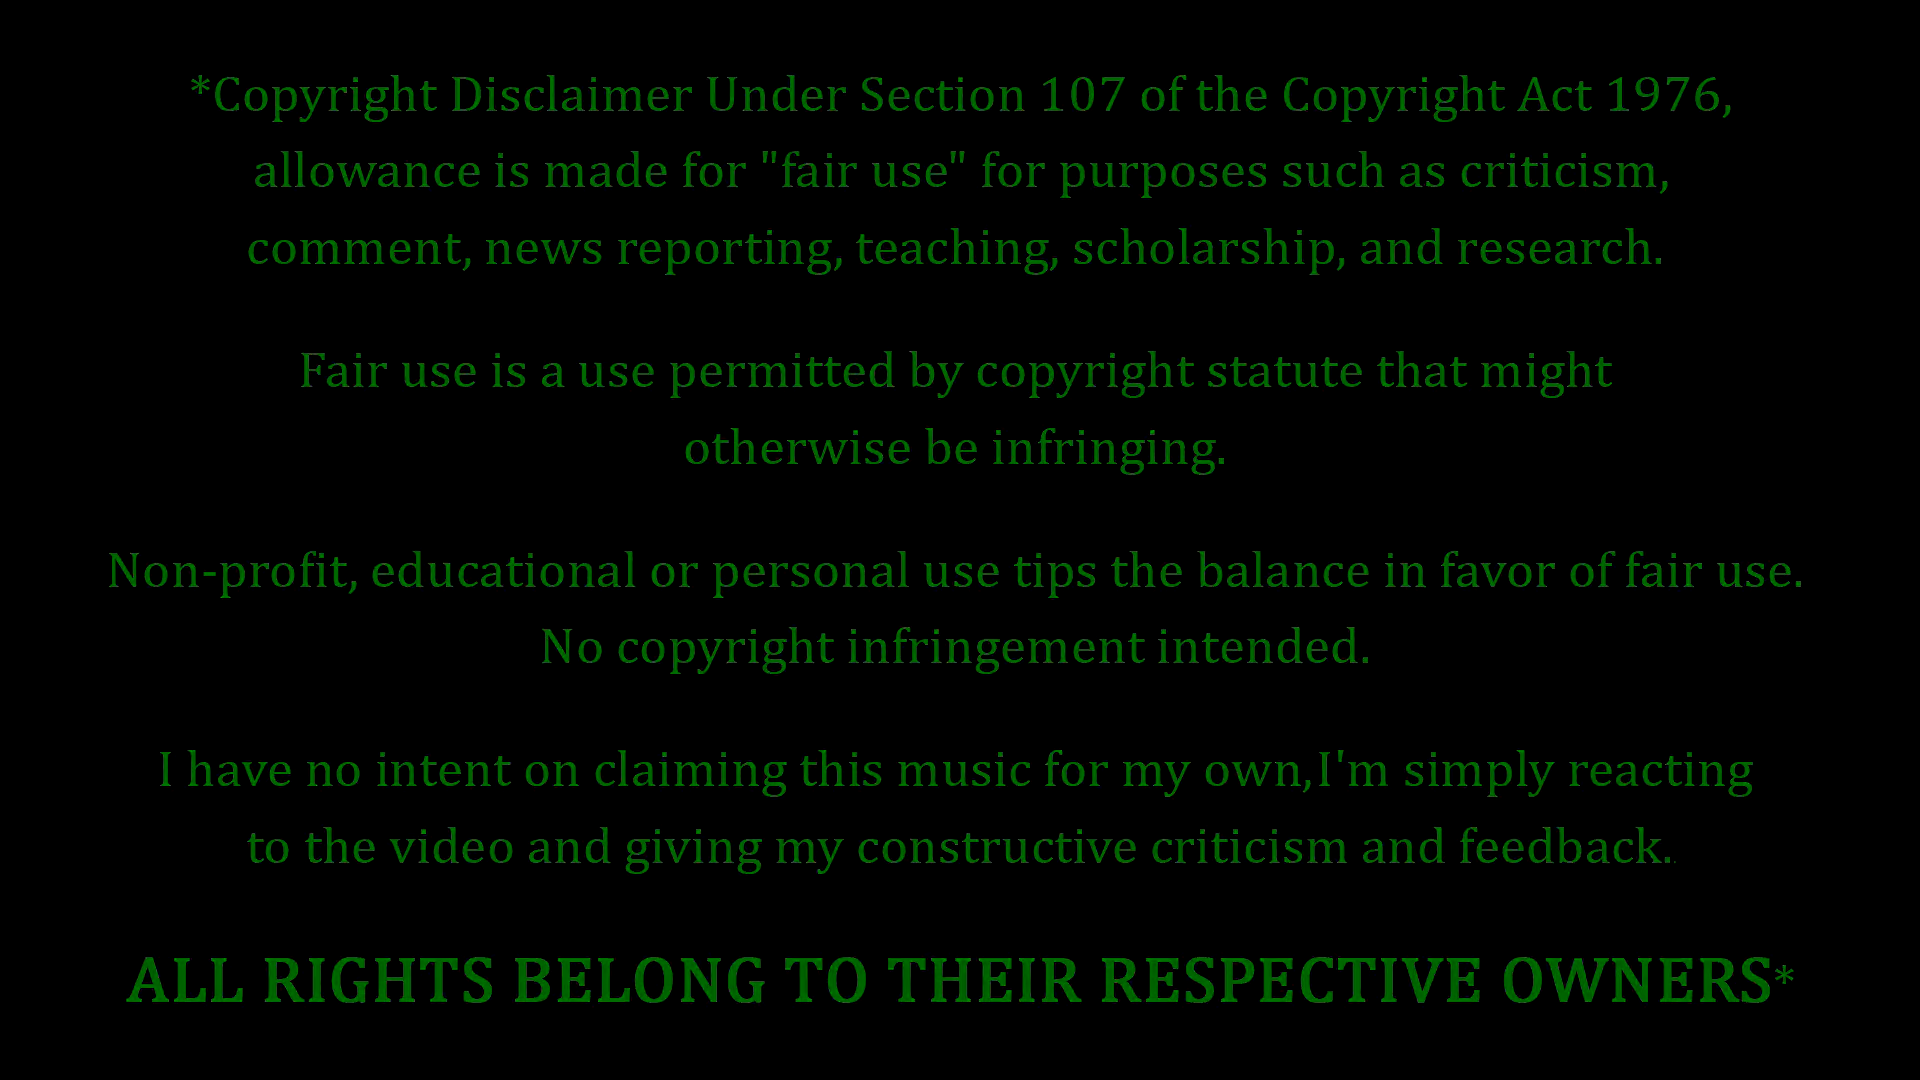 *Copyright Disclaimer Under Section 107 of the Copyright Act 1976,
allowance is made for "fair use" for purposes such as criticism,
comment, news reporting, teaching, scholarship, and research.
Fair use is a use permitted by copyright statute that might
otherwise be infringing.
Non-profit, educational or personal use tips the balance in favor of fair use.
No copyright infringement intended.
I have no intent on claiming this music for my own,I'm simply reacting
to the video and giving my constructive criticism and feedback..
ALL RIGHTS BELONG TO THEIR RESPECTIVE OWNERS*